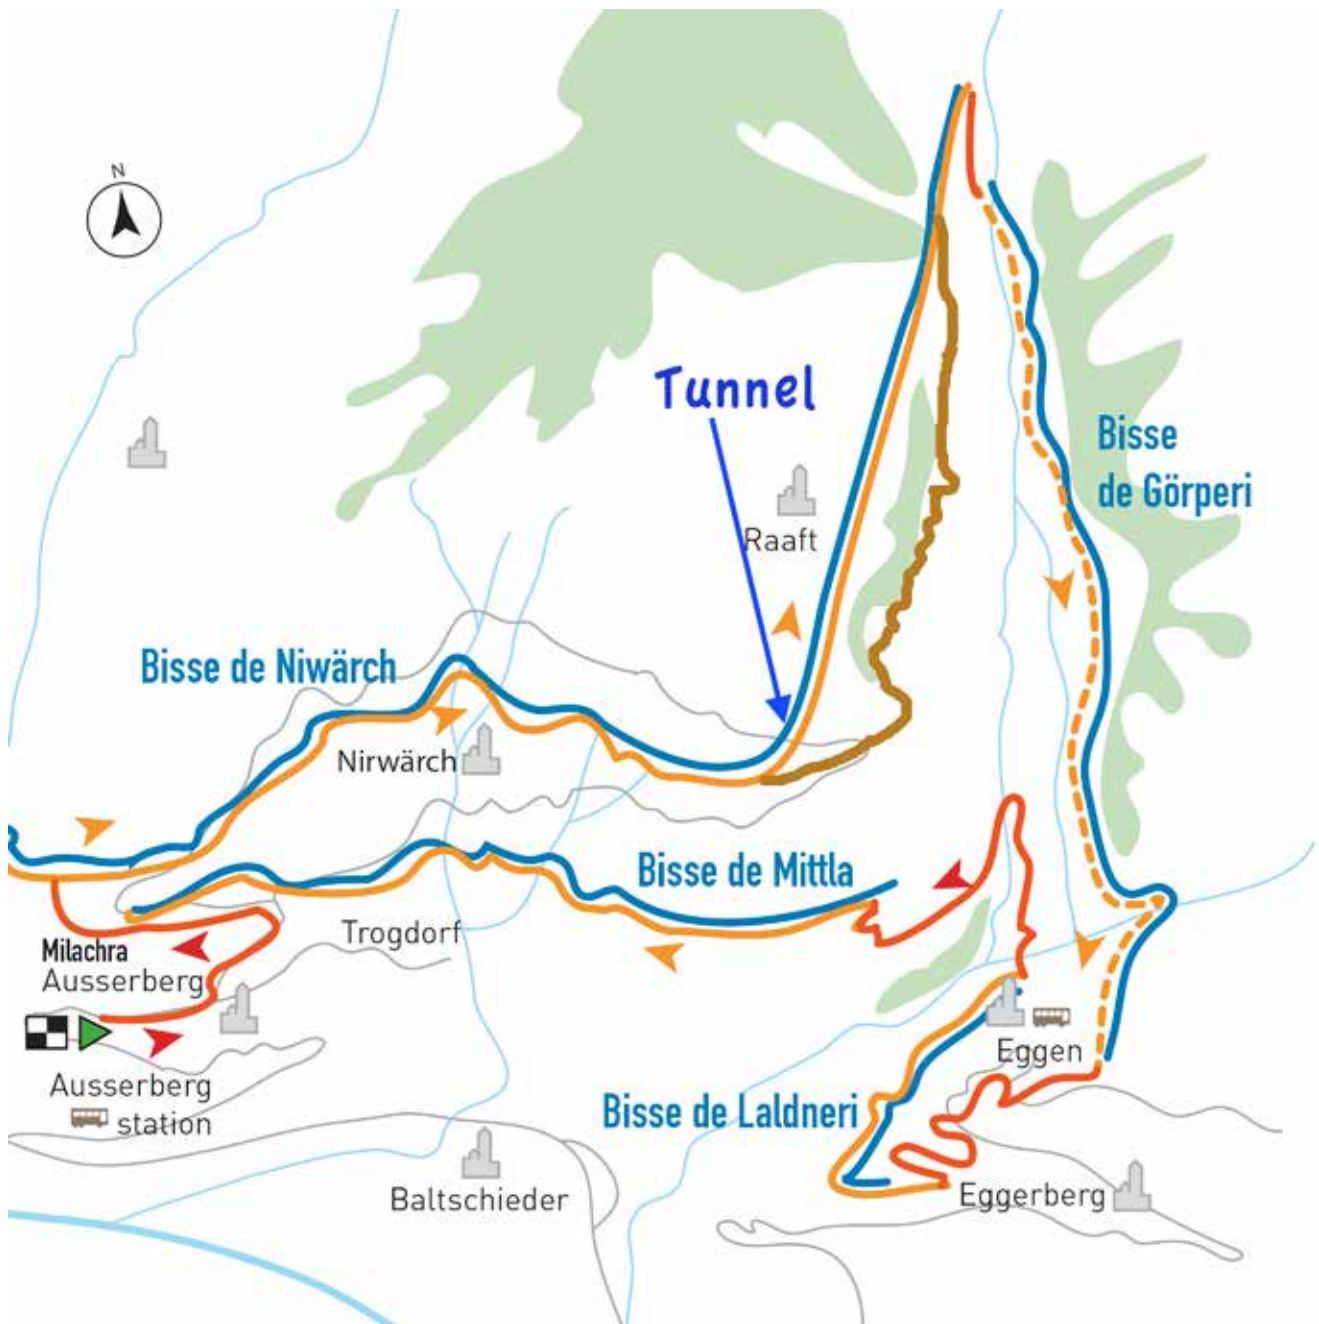 N
Tunnel
Bisse
de Görperi
Raaft
Bisse de Niwärch
Nirwärch
Bisse de Mittla
Trogdorf
Milachra
Ausserberg
Eggen
Ausserberg
station
Bisse de Laldneri
Baltschieder
Eggerberg